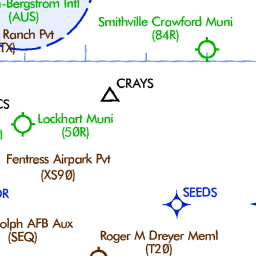 -Bergstrom Intl
(AUS)
Smithville Crawford Muni
(84R)
Ranch Pvt
TX)
CRAYS
CS
Lockhart Muni
(50R)
Fentress Airpark Pvt
(XS90)
SEEDS
OR
olph AFB Aux
(SEQ)
Roger M Dreyer Meml
(T20)